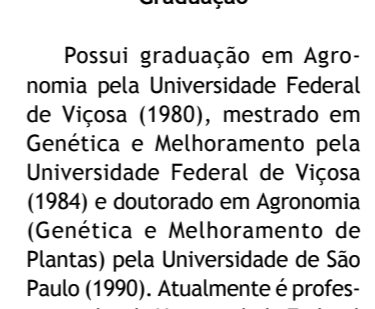 Graduação
Possui graduação em Agro-
nomia pela Universidade Federal
de Viçosa (1980), mestrado em
Genética e Melhoramento pela
Universidade Federal de Viçosa
(1984) e doutorado em Agronomia
(Genética e Melhoramento de
Plantas) pela Universidade de São
Paulo (1990). Atualmente é profes-